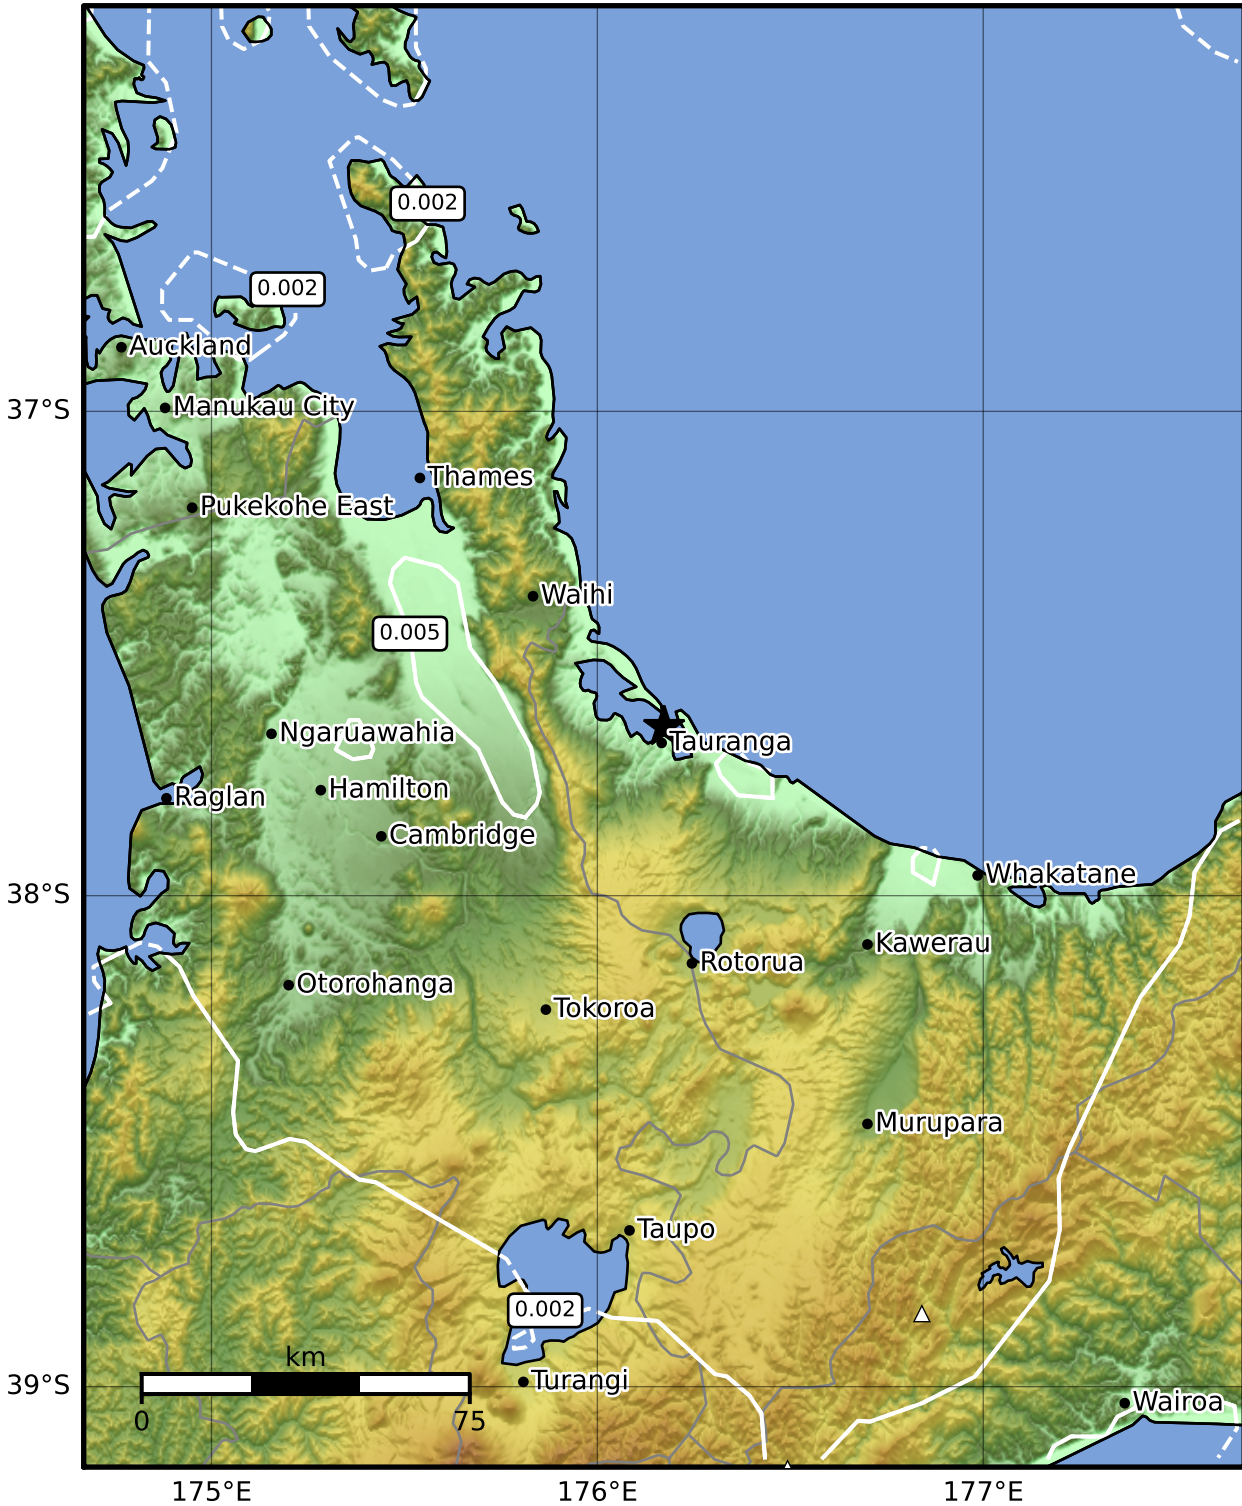 0.002
0.002
Auckland
Manukau City
37°S
Thames
Pukekohe East
Waihi
0.005
Ngaruawahia
Tauranga
Hamilton
Raglan
Cambridge
Whakatane
38°S
Kawerau
Rotorua
Otorohanga
Tokoroa
Murupara
Taupo
0.002
km
Turangi
39°S
Wairoa
0
75
175°E
176°E
177°E